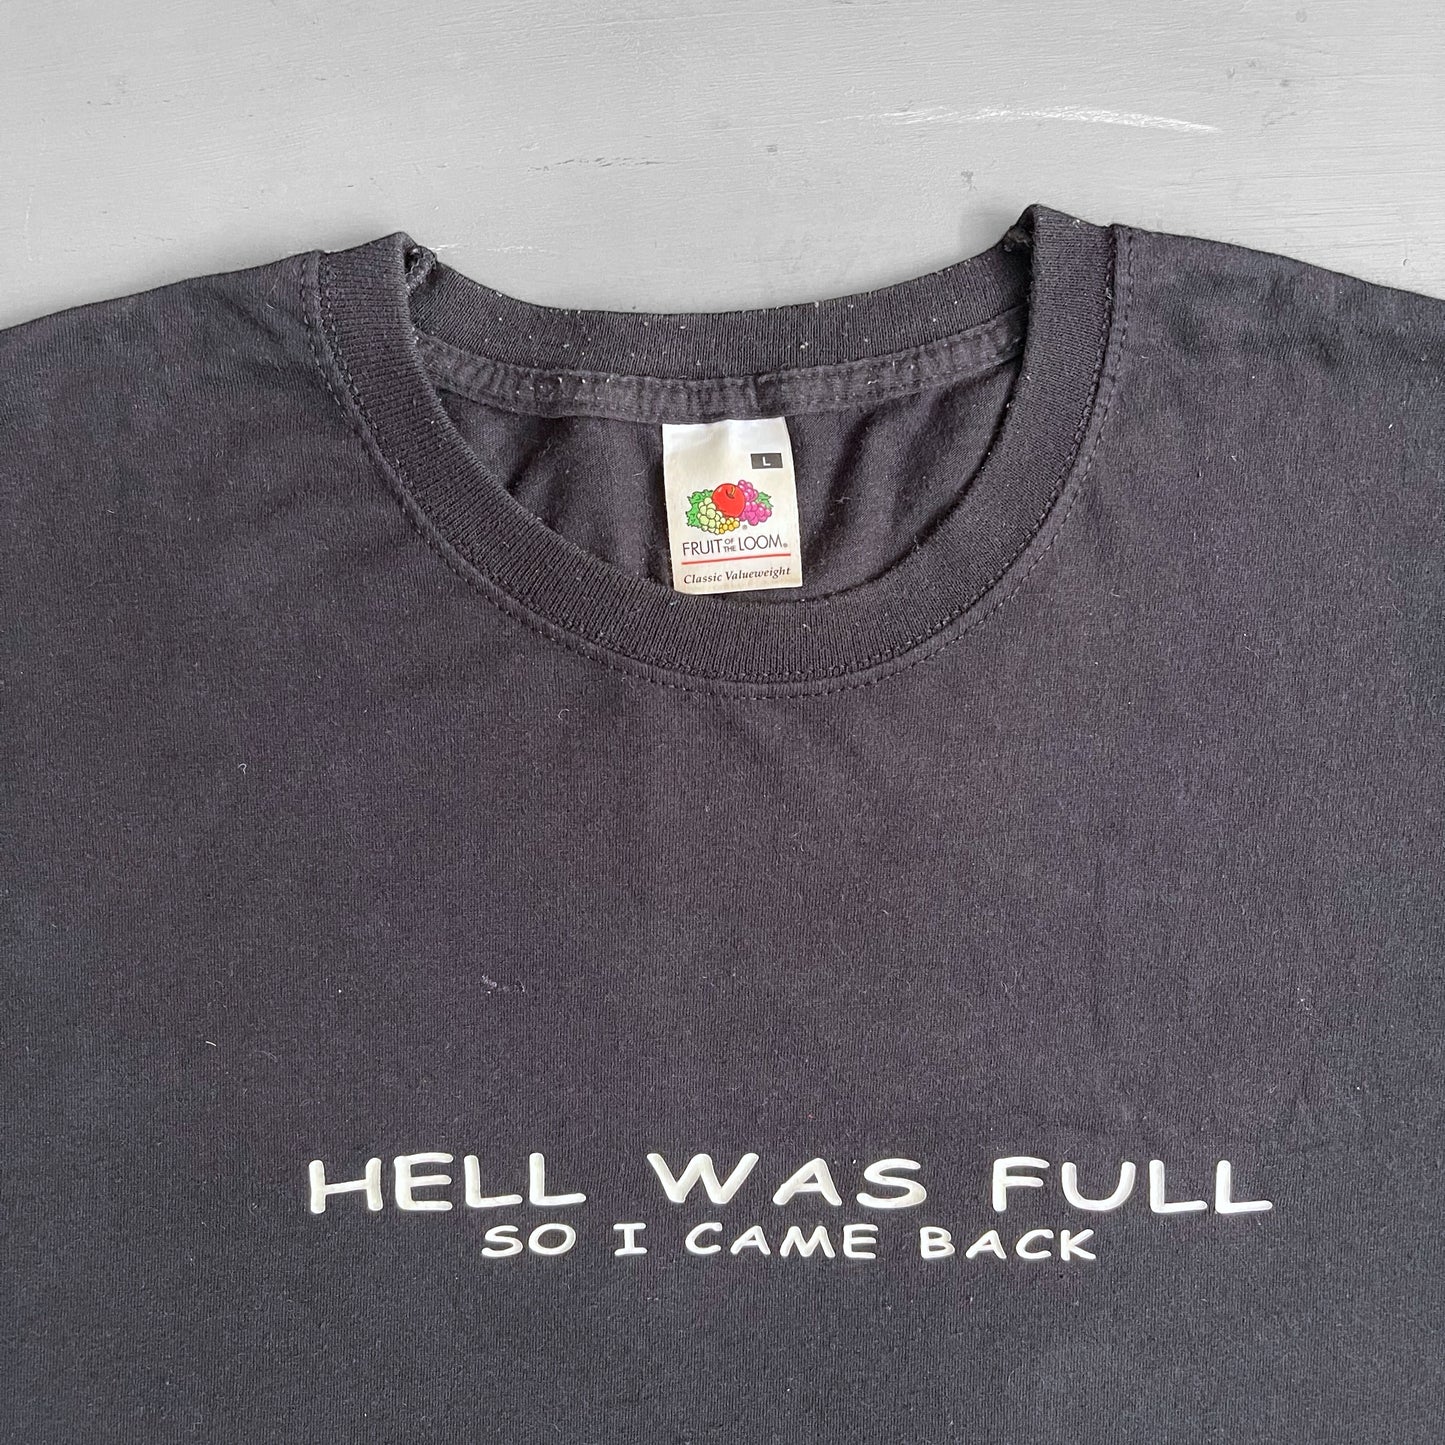 L
FRUIT OF THE LOOM®
Classic Valueweight
HELL WAS FULL
SO I CAME BACK